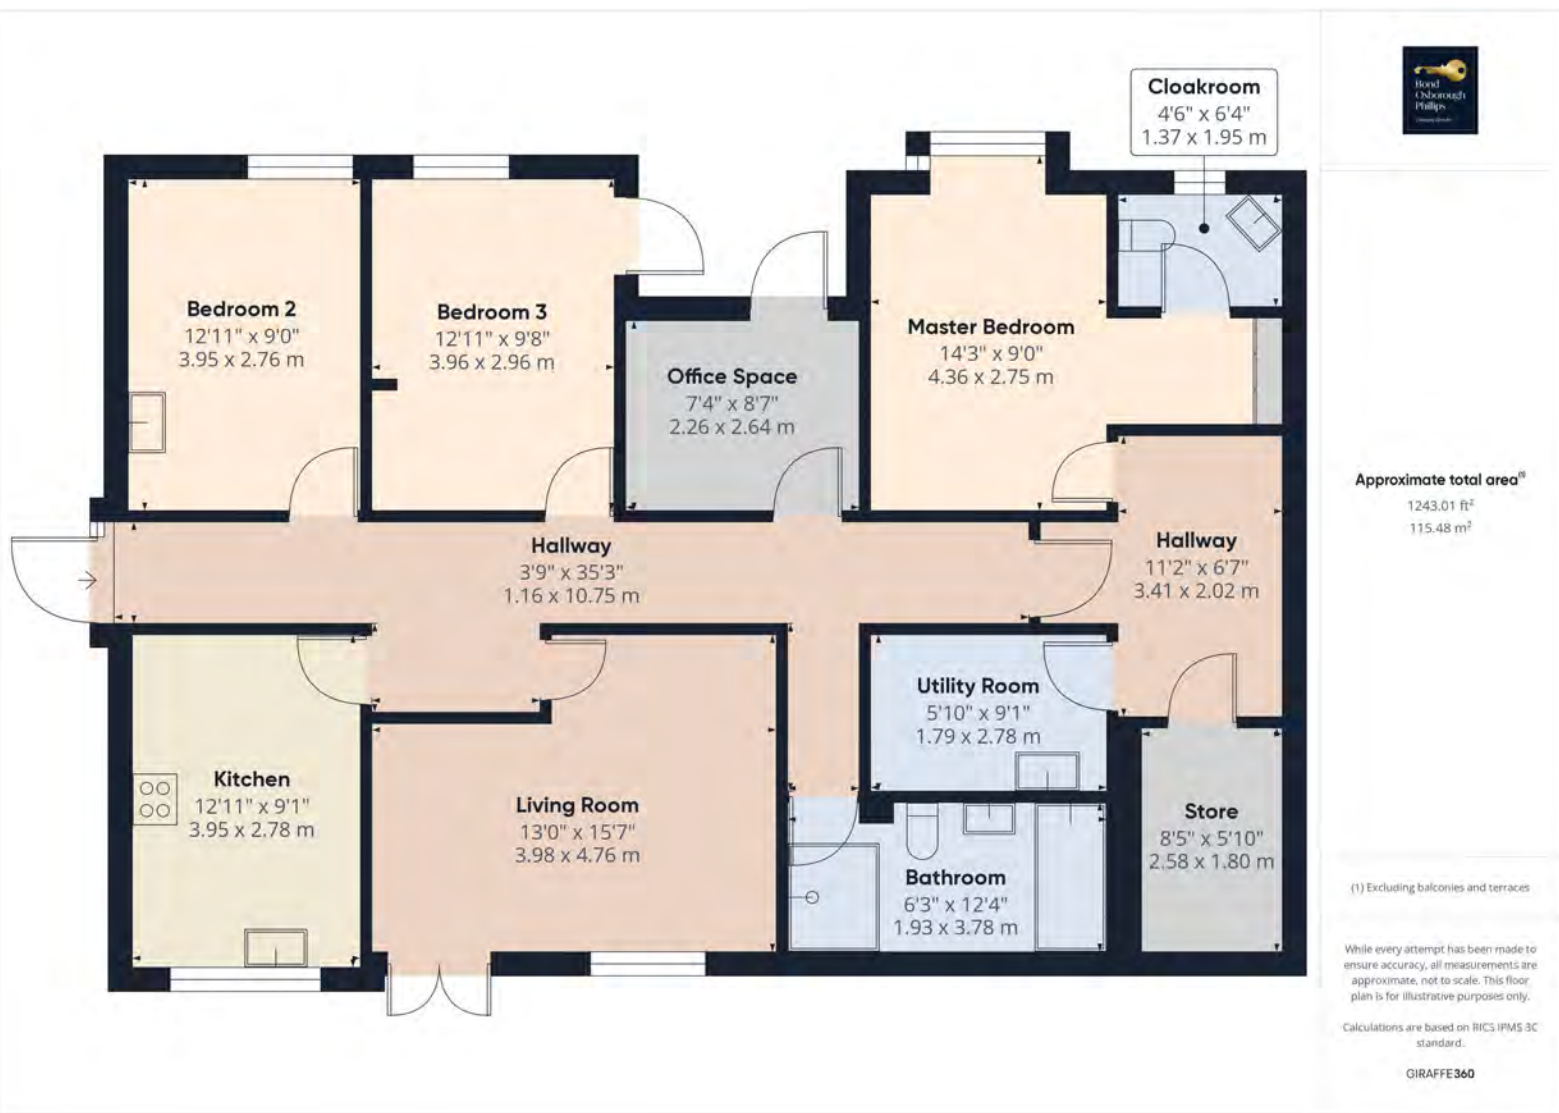 Cloakroom
4'6" x 6'4"
1.37 x 1.95 m
Bond
Oxborough
Phillips
Bedroom 2
12'11" x 9'0"
3.95 x 2.76 m
Bedroom 3
12'11" x 9'8"
3.96 x 2.96 m
Office Space
7'4" x 8'7"
2.26 x 2.64 m
Master Bedroom
14'3" x 9'0"
4.36 x 2.75 m
Hallway
3'9" x 35'3"
1.16 x 10.75 m
Hallway
11'2" x 6'7"
3.41 x 2.02 m
Kitchen
12'11" x 9'1"
3.95 x 2.78 m
Living Room
13'0" x 15'7"
3.98 x 4.76 m
Utility Room
5'10" x 9'1"
1.79 x 2.78 m
Bathroom
6'3" x 12'4"
1.93 x 3.78 m
Store
8'5" x 5'10"
2.58 x 1.80 m
Approximate total area⁽¹⁾
1243.01 ft²
115.48 m²
(1) Excluding balconies and terraces
While every attempt has been made to
ensure accuracy, all measurements are
approximate, not to scale. This floor
plan is for illustrative purposes only.
Calculations are based on RICS IPMS 3C
standard.
GIRAFFE360